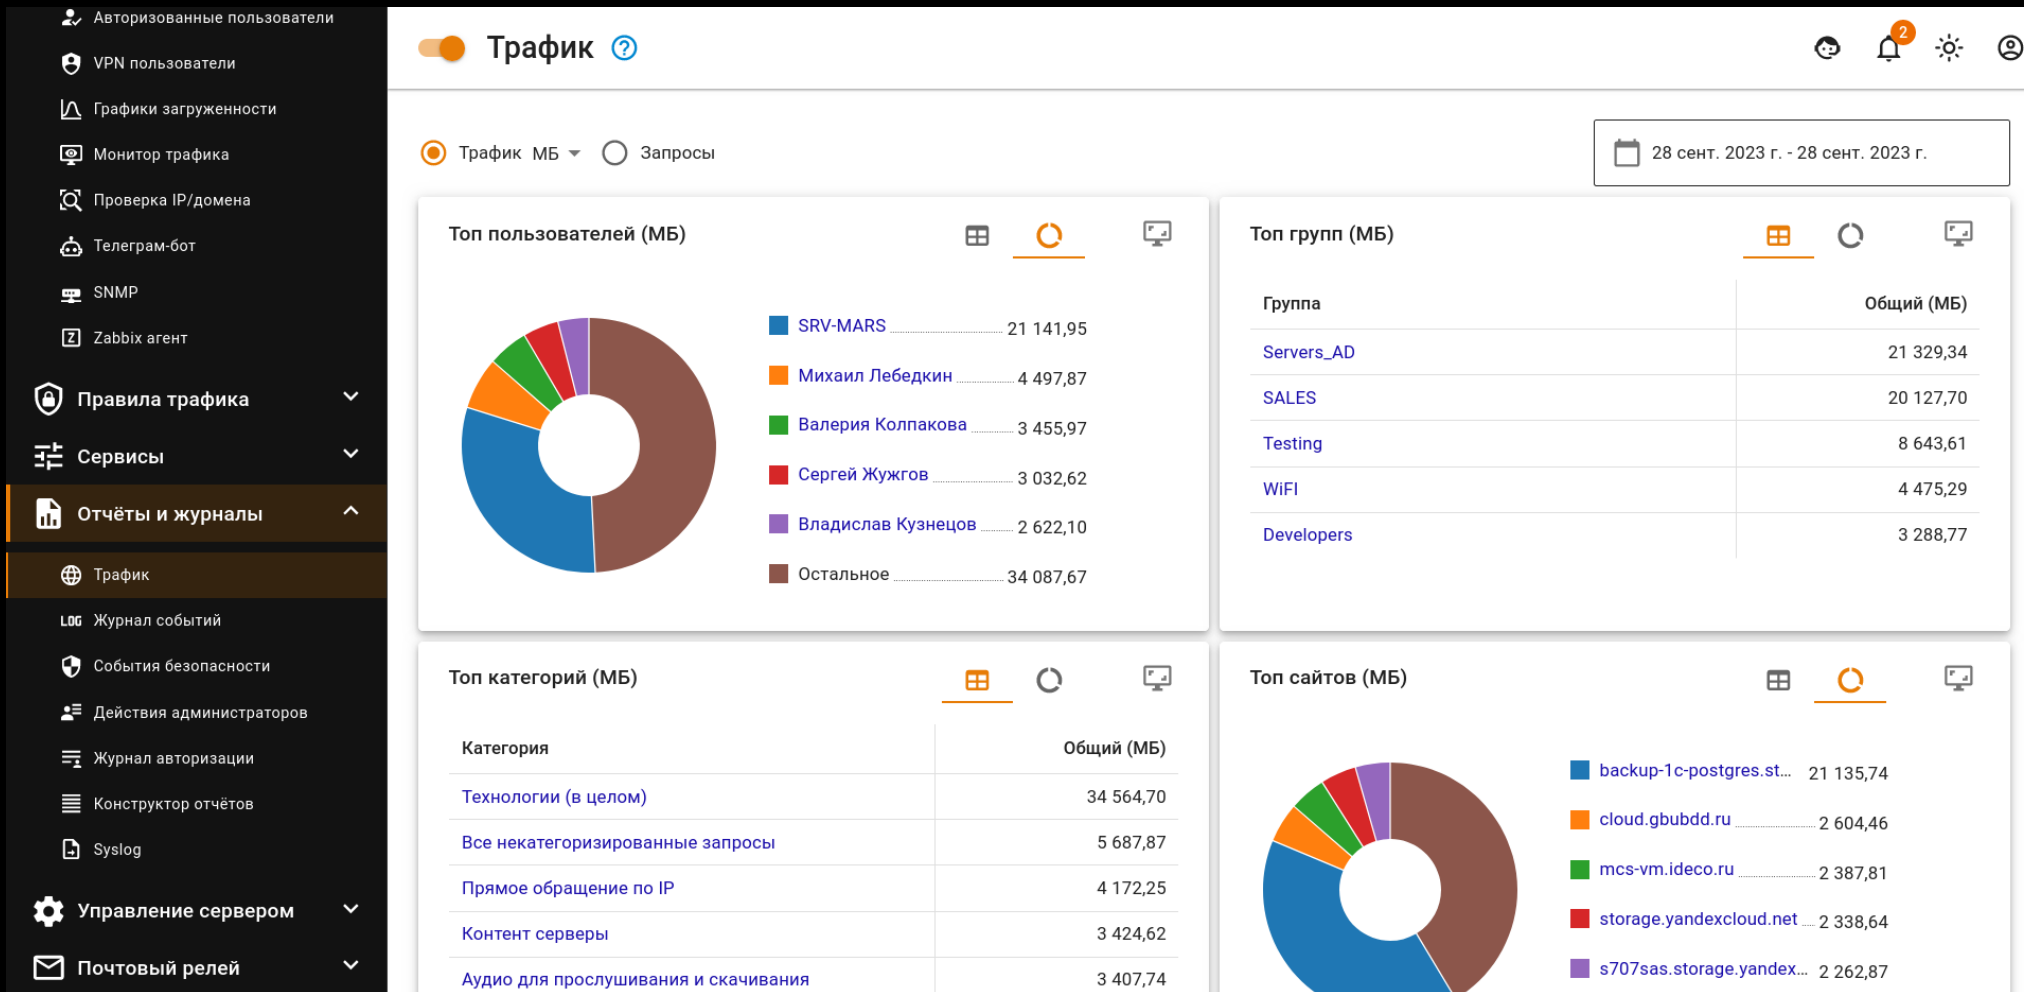 Авторизованные пользователи
VPN пользователи
Графики загруженности
Монитор трафика
Проверка IP/домена
Телеграм-бот
SNMP
Z Zabbix агент
Правила трафика
Сервисы
Отчёты и журналы
Трафик
LOG Журнал событий
События безопасности
Действия администраторов
Журнал авторизации
Конструктор отчётов
Syslog
Управление сервером
Почтовый релей
Трафик ?
2
Трафик МБ Запросы
28 сент. 2023 г. - 28 сент. 2023 г.
Топ пользователей (МБ)
SRV-MARS 21 141,95
Михаил Лебедкин 4 497,87
Валерия Колпакова 3 455,97
Сергей Жужгов 3 032,62
Владислав Кузнецов 2 622,10
Остальное 34 087,67
Топ групп (МБ)
Группа Общий (МБ)
Servers_AD 21 329,34
SALES 20 127,70
Testing 8 643,61
WiFI 4 475,29
Developers 3 288,77
Топ категорий (МБ)
Категория Общий (МБ)
Технологии (в целом) 34 564,70
Все некатегоризированные запросы 5 687,87
Прямое обращение по IP 4 172,25
Контент серверы 3 424,62
Аудио для прослушивания и скачивания 3 407,74
Топ сайтов (МБ)
backup-1c-postgres.st... 21 135,74
cloud.gbubdd.ru 2 604,46
mcs-vm.ideco.ru 2 387,81
storage.yandexcloud.net 2 338,64
s707sas.storage.yandex... 2 262,87